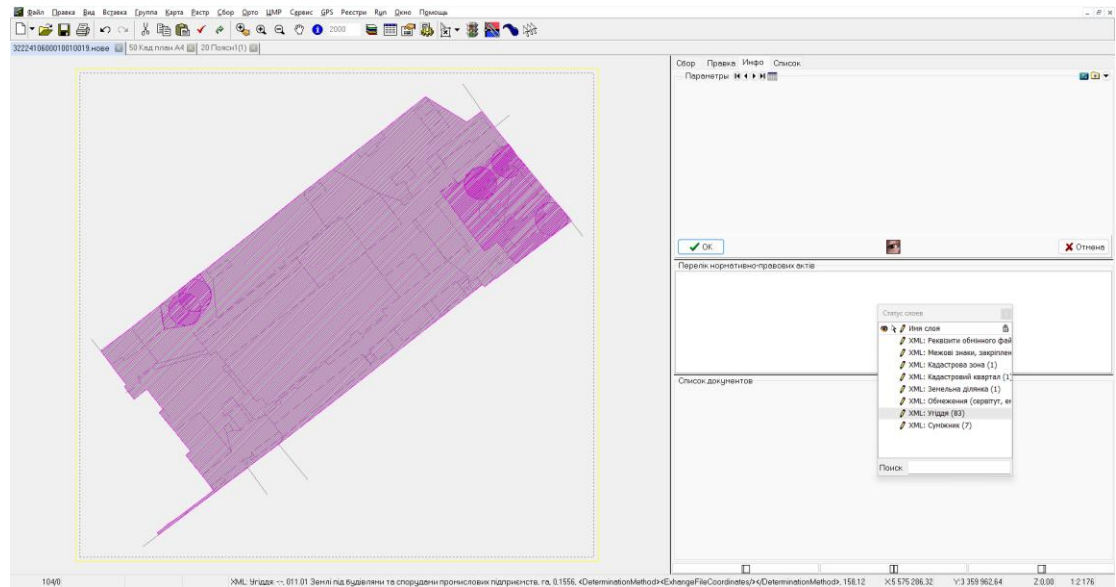 Файл Правка Вид Вставка Группа Карта Растр Сбор Орто ЦМР Сервис GPS Реестри Run Окно Помощь
2000
3222410600010010019.нове 50 Кад план А4 20 Поясн1(1)
Сбор Правка Инфо Список
Параметры
OK Отмена
Перелік нормативно-правових актів
Статус слоев
Имя слоя
XML: Реквізити обмінного фай
XML: Межові знаки, закріплен
XML: Кадастрова зона (1)
XML: Кадастровий квартал (1)
XML: Земельна ділянка (1)
XML: Обмеження (сервітут, ен
XML: Угіддя (83)
XML: Суміжник (7)
Поиск
Список документов
104/0 XML: Угіддя --, 011.01 Землі під будівлями та спорудами промислових підприємств, га, 0,1556, <DeterminationMethod><ExhangeFileCoordinates/></DeterminationMethod>, 158,12 X:5 575 286,32 Y:3 359 962,64 Z:0,00 1:2 176